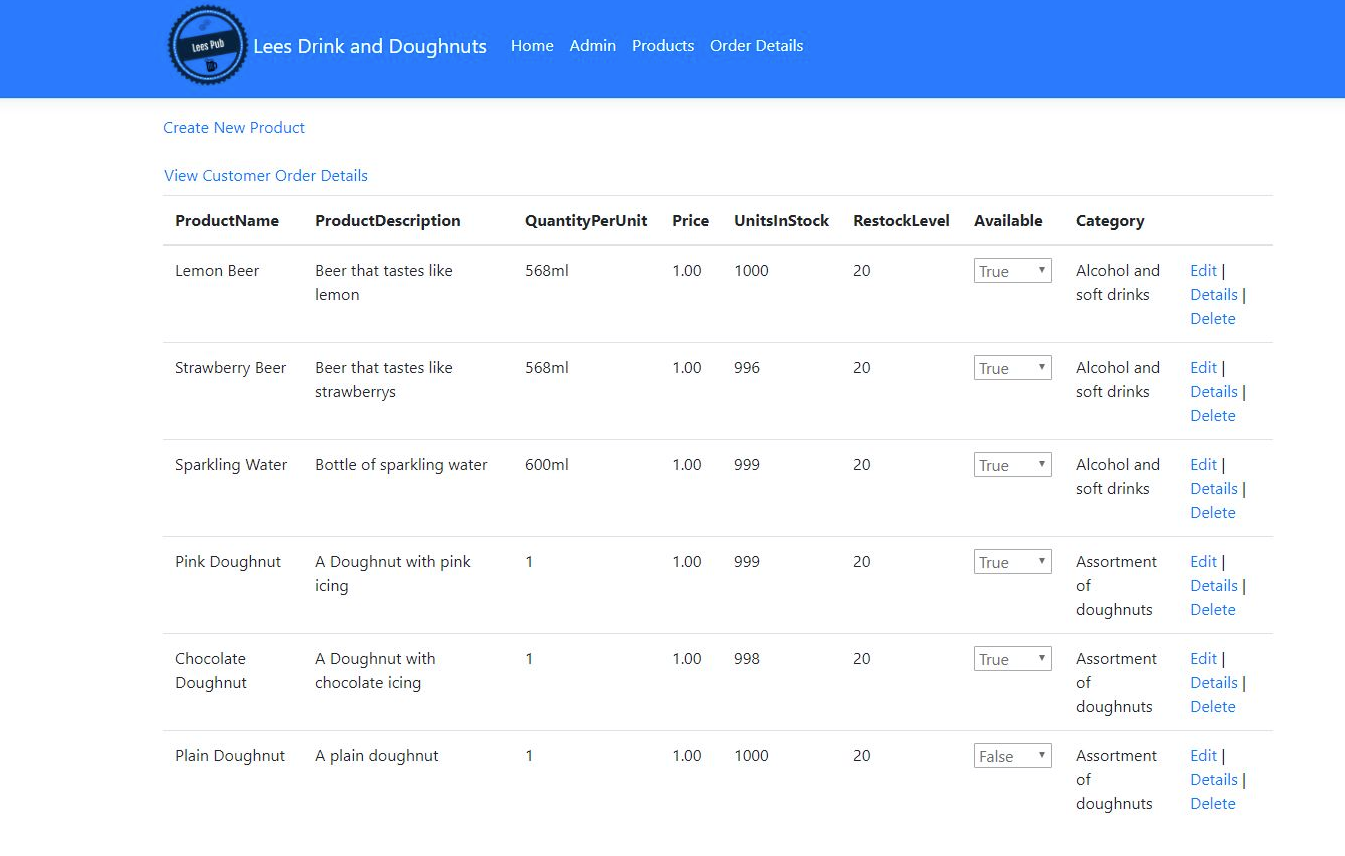 Lees Pub
Lees Drink and Doughnuts Home Admin Products Order Details
Create New Product
View Customer Order Details
ProductName ProductDescription QuantityPerUnit Price UnitsInStock RestockLevel Available Category
Lemon Beer Beer that tastes like 568ml 1.00 1000 20 True Alcohol and Edit |
lemon soft drinks Details |
Delete
Strawberry Beer Beer that tastes like 568ml 1.00 996 20 True Alcohol and Edit |
strawberrys soft drinks Details |
Delete
Sparkling Water Bottle of sparkling water 600ml 1.00 999 20 True Alcohol and Edit |
soft drinks Details |
Delete
Pink Doughnut A Doughnut with pink 1 1.00 999 20 True Assortment Edit |
icing of Details |
doughnuts Delete
Chocolate A Doughnut with 1 1.00 998 20 True Assortment Edit |
Doughnut chocolate icing of Details |
doughnuts Delete
Plain Doughnut A plain doughnut 1 1.00 1000 20 False Assortment Edit |
of Details |
doughnuts Delete